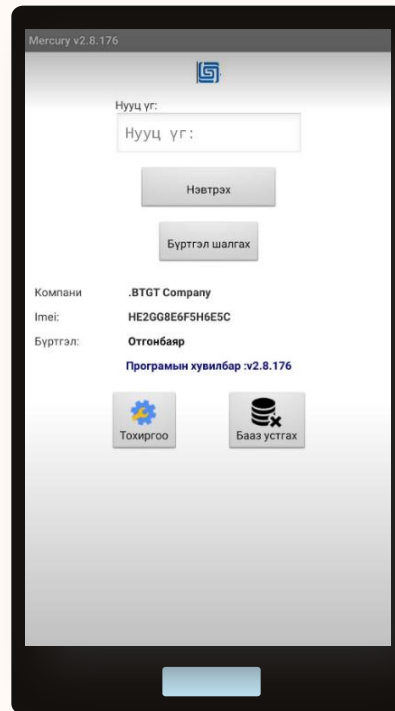 Mercury v2.8.176
Нууц үг:
Нууц үг:
Нэвтрэх
Бүртгэл шалгах
Компани .BTGT Company
Imei: HE2GG8E6F5H6E5C
Бүртгэл: Отгонбаяр
Програмын хувилбар :v2.8.176
Тохиргоо Бааз устгах